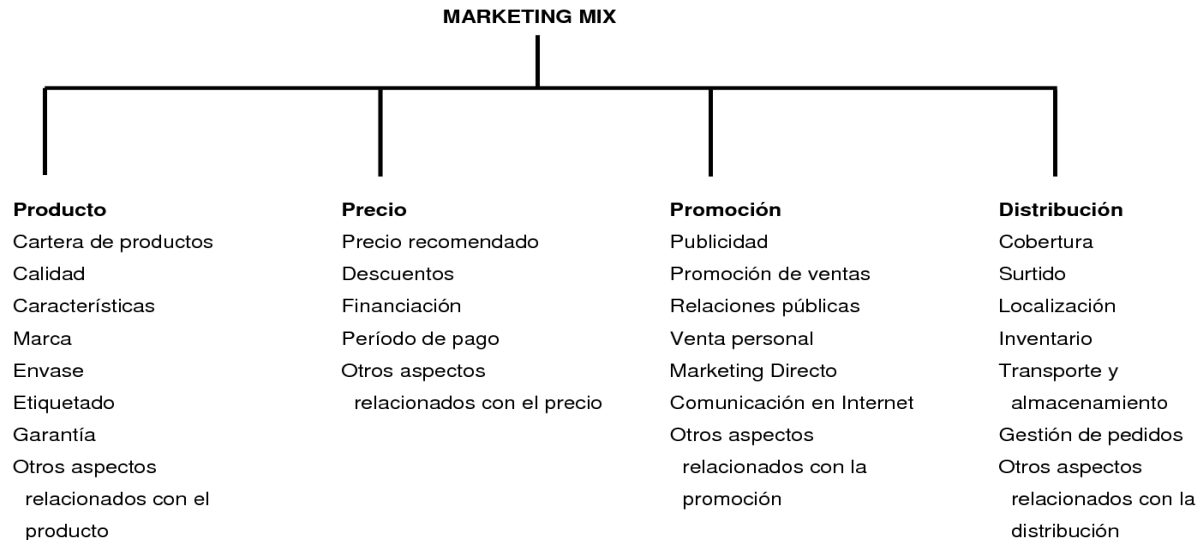 MARKETING MIX
Producto
Cartera de productos
Calidad
Características
Marca
Envase
Etiquetado
Garantía
Otros aspectos
relacionados con el
producto
Precio
Precio recomendado
Descuentos
Financiación
Período de pago
Otros aspectos
relacionados con el precio
Promoción
Publicidad
Promoción de ventas
Relaciones públicas
Venta personal
Marketing Directo
Comunicación en Internet
Otros aspectos
relacionados con la
promoción
Distribución
Cobertura
Surtido
Localización
Inventario
Transporte y
almacenamiento
Gestión de pedidos
Otros aspectos
relacionados con la
distribución